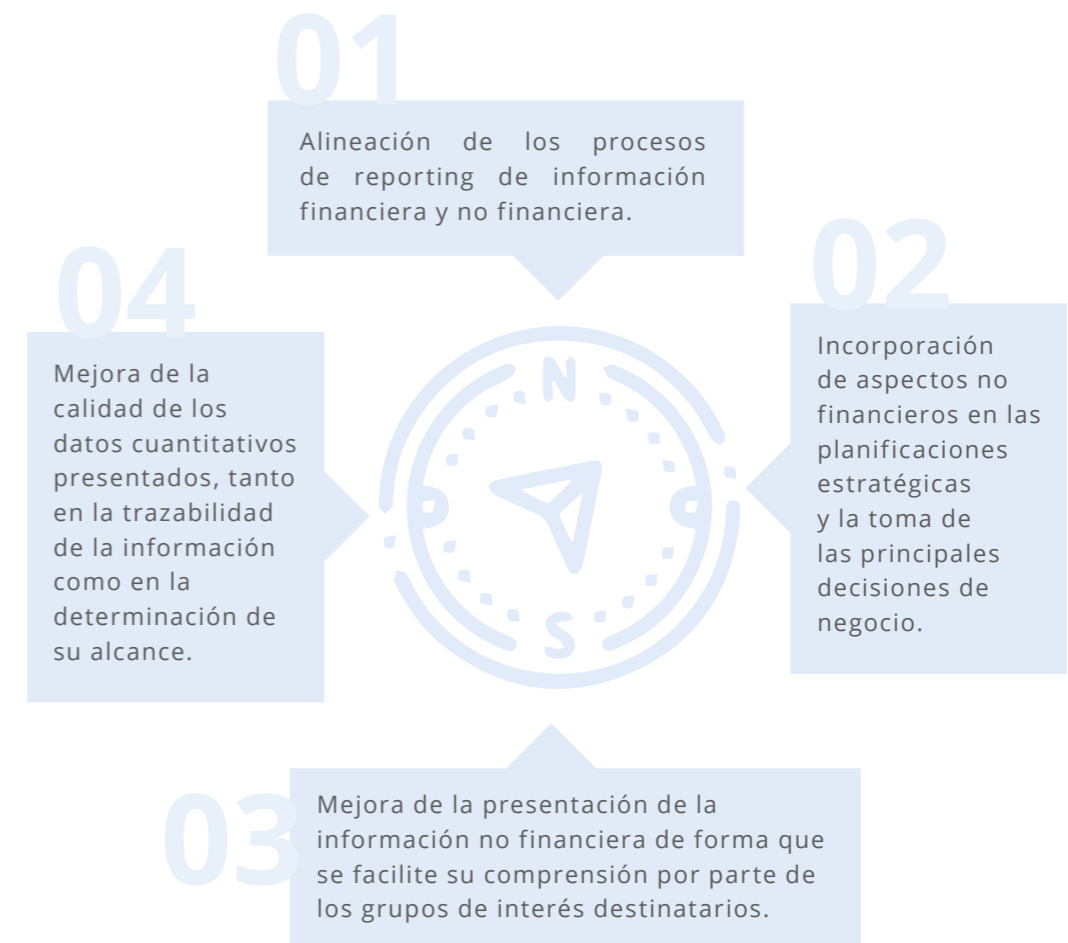 01
Alineación de los procesos
de reporting de información
financiera y no financiera.
02
Incorporación
de aspectos no
financieros en las
planificaciones
estratégicas
y la toma de
las principales
decisiones de
negocio.
03
Mejora de la presentación de la
información no financiera de forma que
se facilite su comprensión por parte de
los grupos de interés destinatarios.
04
Mejora de la
calidad de los
datos cuantitativos
presentados, tanto
en la trazabilidad
de la información
como en la
determinación de
su alcance.
N
S